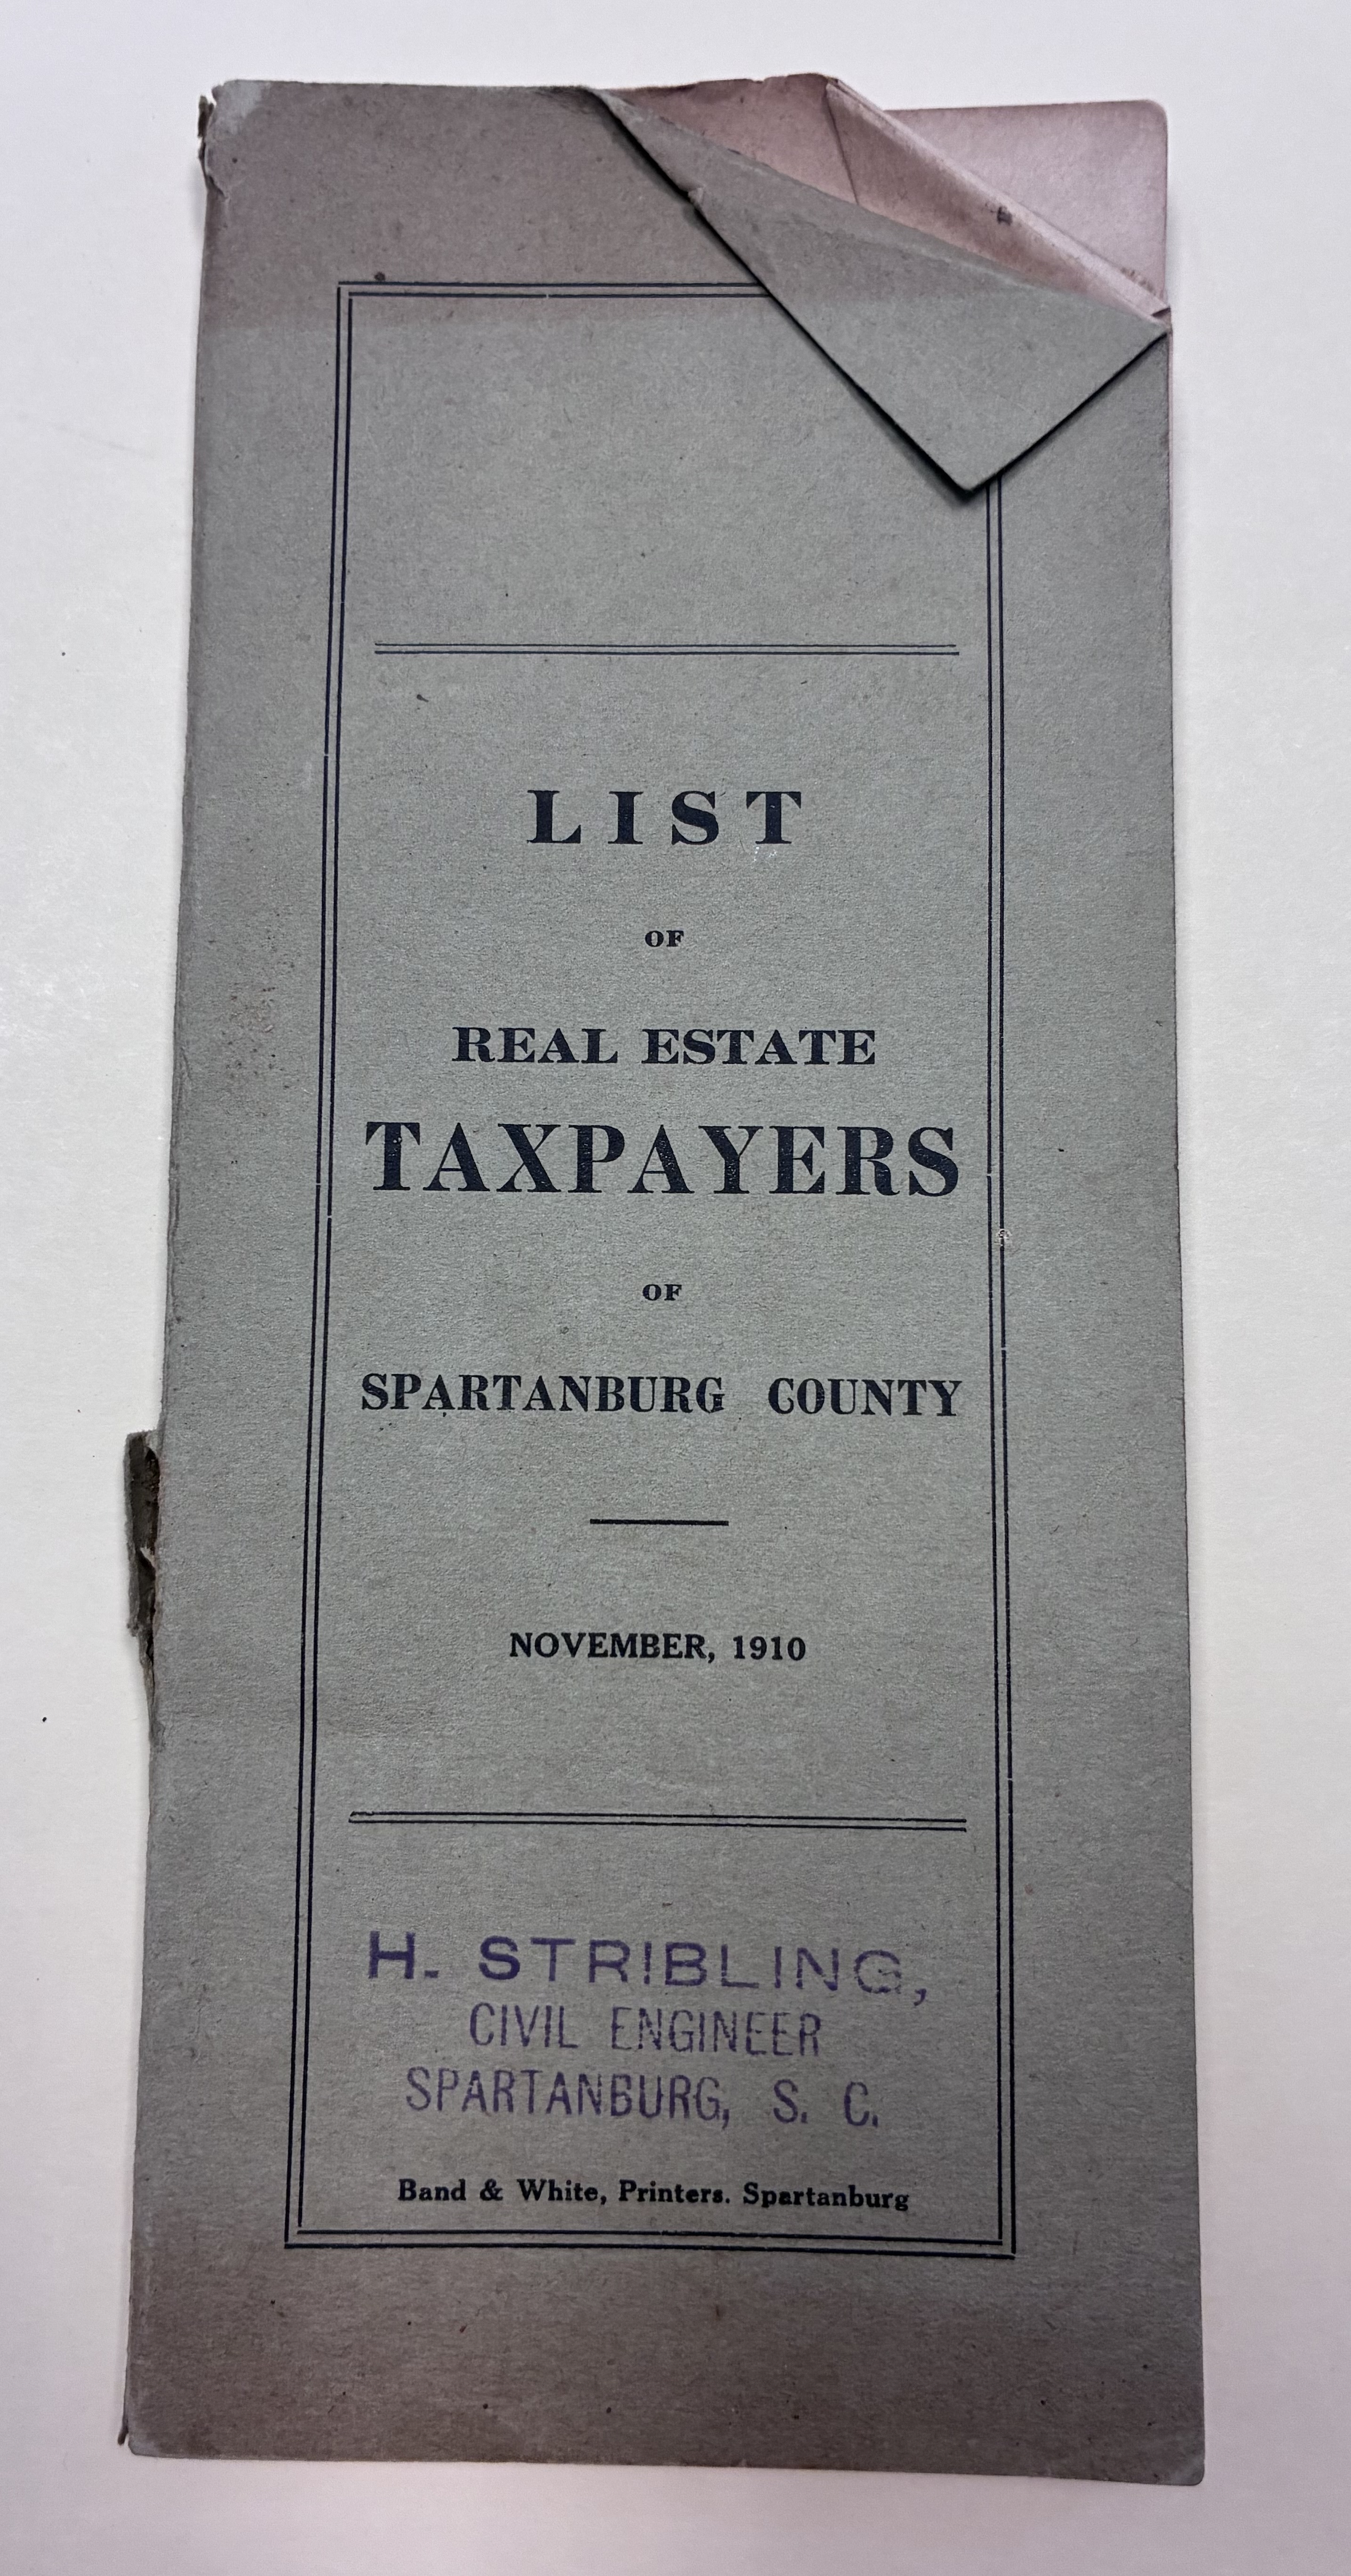 LIST
OF
REAL ESTATE
TAXPAYERS
OF
SPARTANBURG COUNTY
NOVEMBER, 1910
H. STRIBLING,
CIVIL ENGINEER
SPARTANBURG, S. C.
Band & White, Printers. Spartanburg